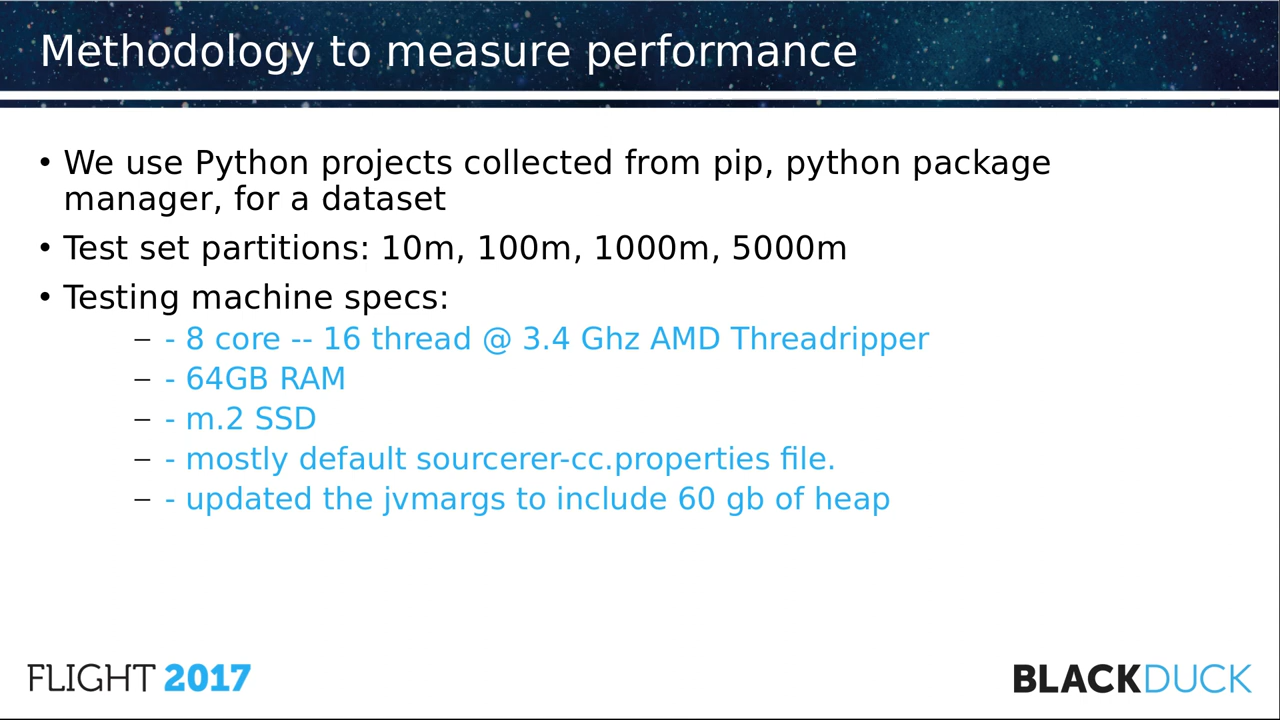 Methodology to measure performance
• We use Python projects collected from pip, python package
manager, for a dataset
• Test set partitions: 10m, 100m, 1000m, 5000m
• Testing machine specs:
– - 8 core -- 16 thread @ 3.4 Ghz AMD Threadripper
– - 64GB RAM
– - m.2 SSD
– - mostly default sourcerer-cc.properties file.
– - updated the jvmargs to include 60 gb of heap
FLIGHT 2017
BLACKDUCK